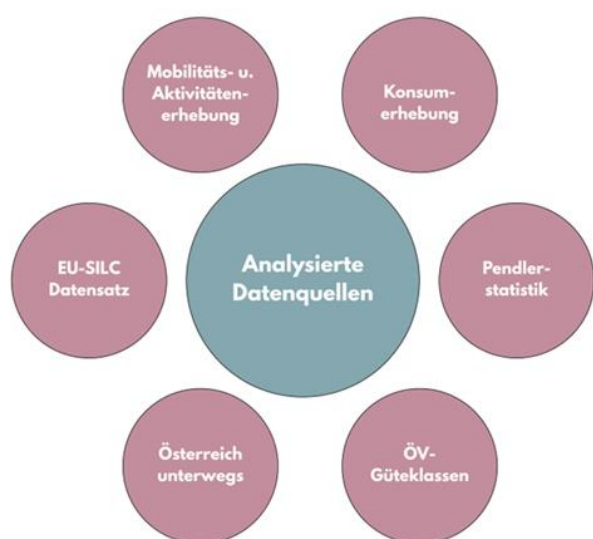 Mobilitäts- u.
Aktivitäten-
erhebung
Konsum-
erhebung
EU-SILC
Datensatz
Analysierte
Datenquellen
Pendler-
statistik
Österreich
unterwegs
ÖV-
Güteklassen